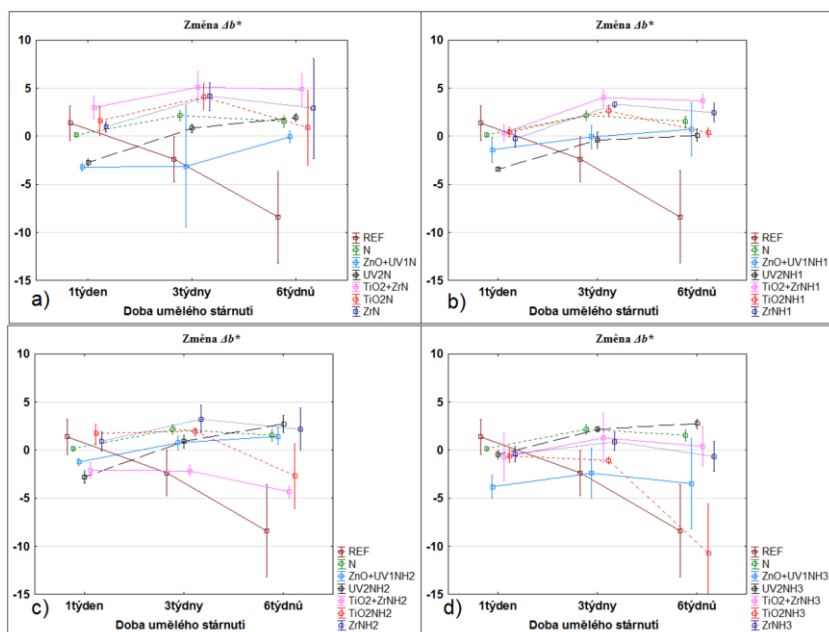 Změna Δb*
10
5
0
-5
-10
-15
1týden
3týdny
6týdnů
Doba umělého stárnutí
a)
REF
N
ZnO+UV1N
UV2N
TiO2+ZrN
TiO2N
ZrN
Změna Δb*
10
5
0
-5
-10
-15
1týden
3týdny
6týdnů
Doba umělého stárnutí
b)
REF
N
ZnO+UV1NH1
UV2NH1
TiO2+ZrNH1
TiO2NH1
ZrNH1
Změna Δb*
10
5
0
-5
-10
-15
1týden
3týdny
6týdnů
Doba umělého stárnutí
c)
REF
N
ZnO+UV1NH2
UV2NH2
TiO2+ZrNH2
TiO2NH2
ZrNH2
Změna Δb*
10
5
0
-5
-10
-15
1týden
3týdny
6týdnů
Doba umělého stárnutí
d)
REF
N
ZnO+UV1NH3
UV2NH3
TiO2+ZrNH3
TiO2NH3
ZrNH3